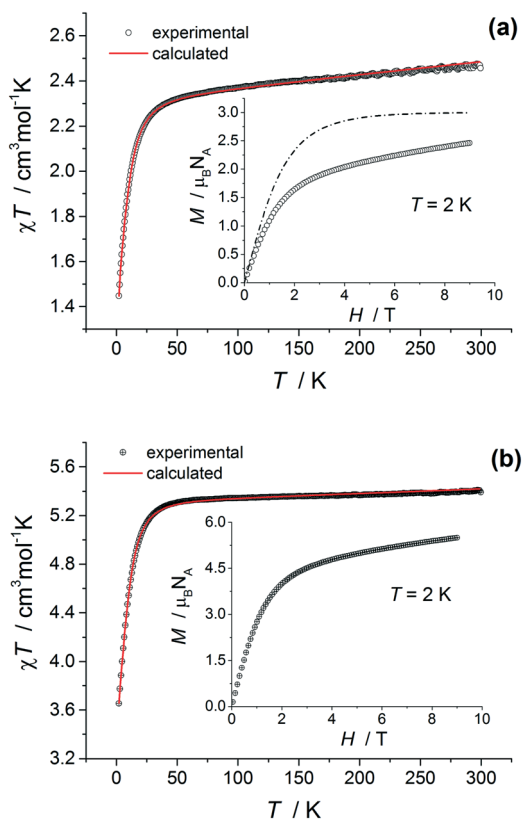 (a)
experimental
calculated
χT / cm³mol⁻¹K
2.6
2.4
2.2
2.0
1.8
1.6
1.4
0 50 100 150 200 250 300
T / K
M / μ_BN_A
3.0
2.5
2.0
1.5
1.0
0.5
0.0
T = 2 K
0 2 4 6 8 10
H / T
(b)
experimental
calculated
χT / cm³mol⁻¹K
5.6
5.2
4.8
4.4
4.0
3.6
3.2
0 50 100 150 200 250 300
T / K
M / μ_BN_A
6.0
4.5
3.0
1.5
0.0
T = 2 K
0 2 4 6 8 10
H / T